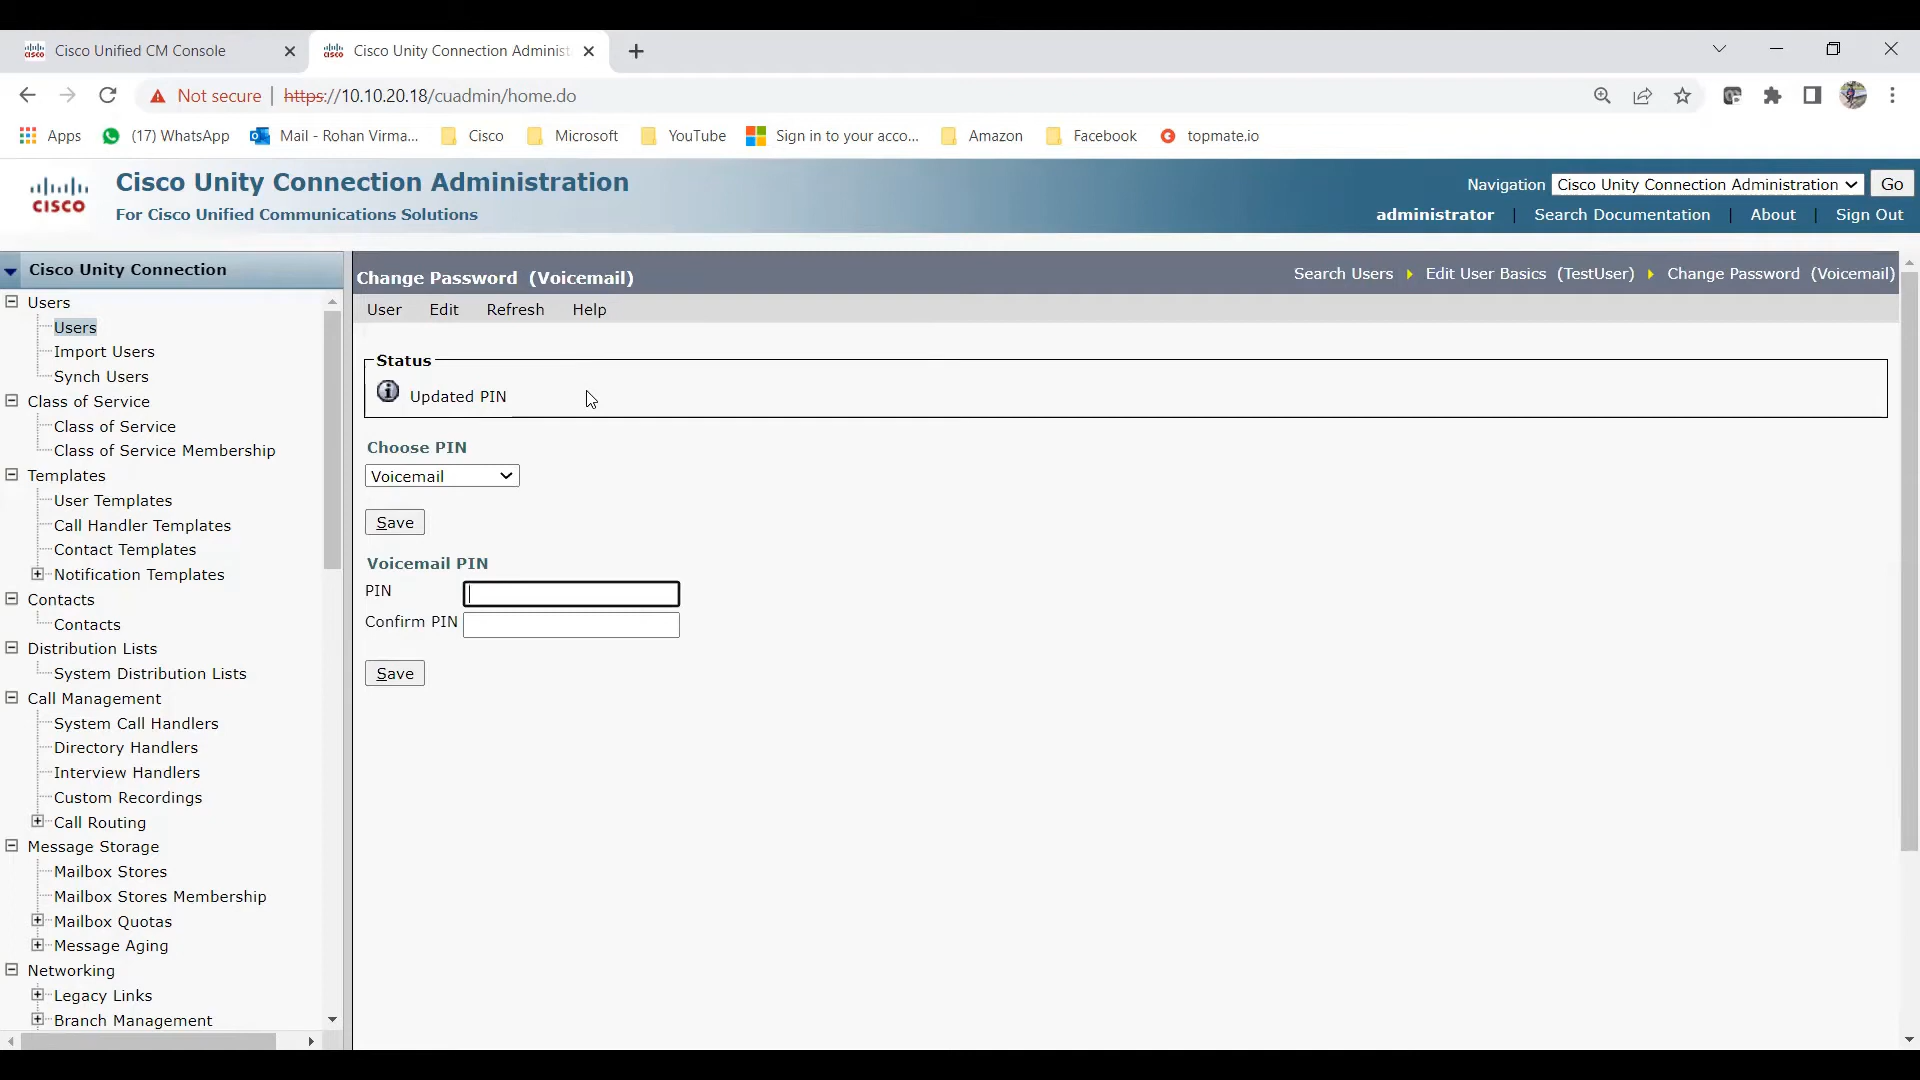 Cisco Unified CM Console
Cisco Unity Connection Administ
Not secure | https://10.10.20.18/cuadmin/home.do
Apps
(17) WhatsApp
Mail - Rohan Virma...
Cisco
Microsoft
YouTube
Sign in to your acco...
Amazon
Facebook
topmate.io
CISCO
Cisco Unity Connection Administration
For Cisco Unified Communications Solutions
Navigation Cisco Unity Connection Administration Go
administrator | Search Documentation | About | Sign Out
Cisco Unity Connection
Users
Users
Import Users
Synch Users
Class of Service
Class of Service
Class of Service Membership
Templates
User Templates
Call Handler Templates
Contact Templates
Notification Templates
Contacts
Contacts
Distribution Lists
System Distribution Lists
Call Management
System Call Handlers
Directory Handlers
Interview Handlers
Custom Recordings
Call Routing
Message Storage
Mailbox Stores
Mailbox Stores Membership
Mailbox Quotas
Message Aging
Networking
Legacy Links
Branch Management
Change Password (Voicemail)
Search Users Edit User Basics (TestUser) Change Password (Voicemail)
User Edit Refresh Help
Status
Updated PIN
Choose PIN
Voicemail
Save
Voicemail PIN
PIN
Confirm PIN
Save